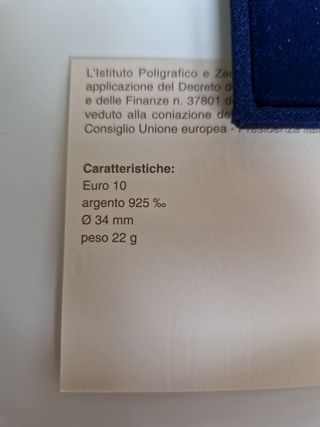 L'Istituto Poligrafico e
applicazione del Decreto
e delle Finanze n. 37801
veduto alla coniazione
Consiglio Unione europea - Presidenza
Caratteristiche:
Euro 10
argento 925 ‰
Ø 34 mm
peso 22 g